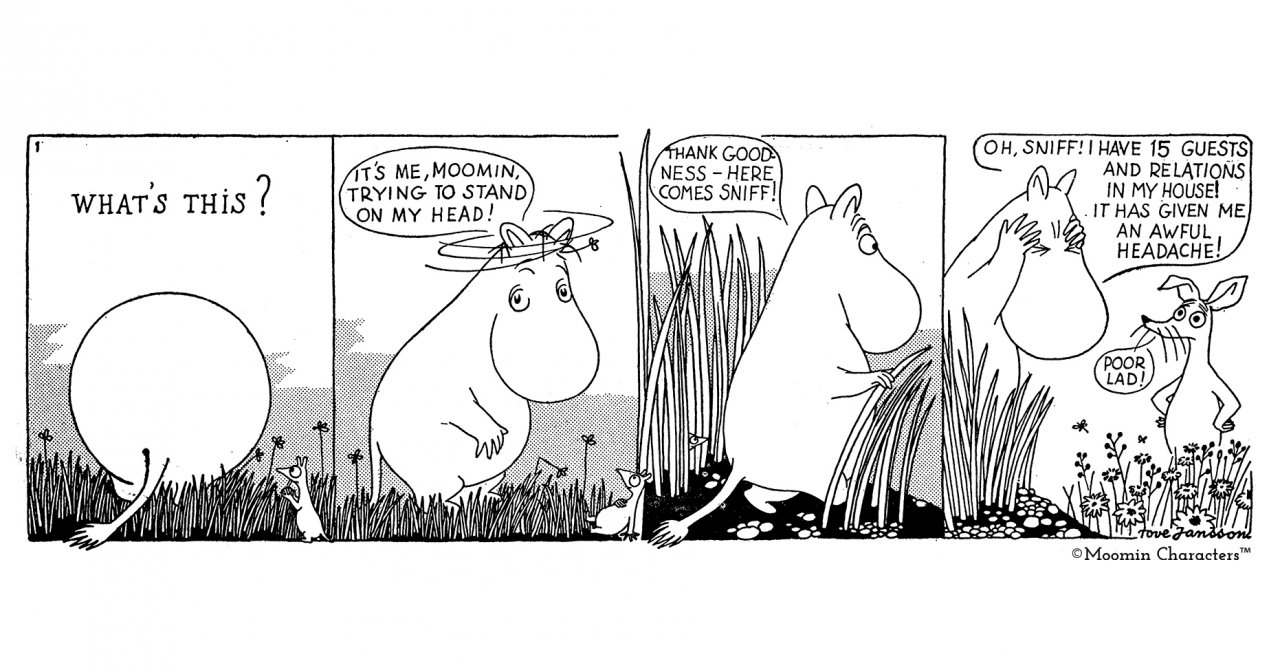 1
WHAT'S THIS?
IT'S ME, MOOMIN,
TRYING TO STAND
ON MY HEAD!
THANK GOOD-
NESS – HERE
COMES SNIFF!
OH, SNIFF! I HAVE 15 GUESTS
AND RELATIONS
IN MY HOUSE!
IT HAS GIVEN ME
AN AWFUL
HEADACHE!
POOR
LAD!
Tove Jansson
©Moomin Characters™